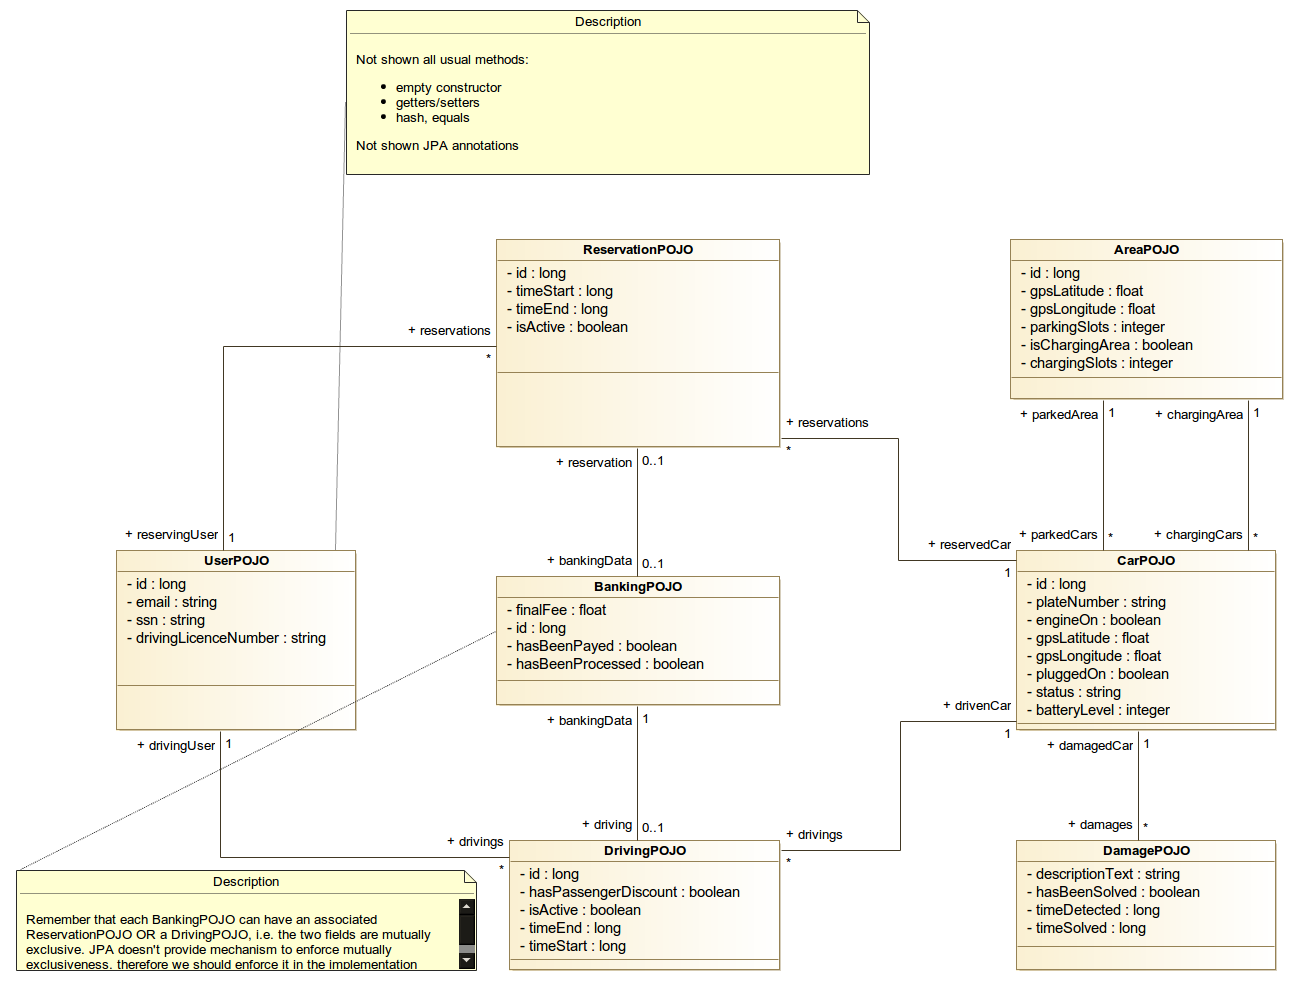 Description
Not shown all usual methods:
empty constructor
getters/setters
hash, equals
Not shown JPA annotations
ReservationPOJO
- id : long
- timeStart : long
- timeEnd : long
- isActive : boolean
AreaPOJO
- id : long
- gpsLatitude : float
- gpsLongitude : float
- parkingSlots : integer
- isChargingArea : boolean
- chargingSlots : integer
+ reservations
*
+ reservations
*
+ parkedArea
1
+ chargingArea
1
+ reservation
0..1
+ reservingUser
1
+ bankingData
0..1
+ reservedCar
1
+ parkedCars
*
+ chargingCars
*
UserPOJO
- id : long
- email : string
- ssn : string
- drivingLicenceNumber : string
BankingPOJO
- finalFee : float
- id : long
- hasBeenPayed : boolean
- hasBeenProcessed : boolean
CarPOJO
- id : long
- plateNumber : string
- engineOn : boolean
- gpsLatitude : float
- gpsLongitude : float
- pluggedOn : boolean
- status : string
- batteryLevel : integer
+ drivingUser
1
+ bankingData
1
+ drivenCar
1
+ damagedCar
1
+ drivings
*
+ driving
0..1
+ drivings
*
+ damages
*
DrivingPOJO
- id : long
- hasPassengerDiscount : boolean
- isActive : boolean
- timeEnd : long
- timeStart : long
DamagePOJO
- descriptionText : string
- hasBeenSolved : boolean
- timeDetected : long
- timeSolved : long
Description
Remember that each BankingPOJO can have an associated
ReservationPOJO OR a DrivingPOJO, i.e. the two fields are mutually
exclusive. JPA doesn't provide mechanism to enforce mutually
exclusiveness, therefore we should enforce it in the implementation